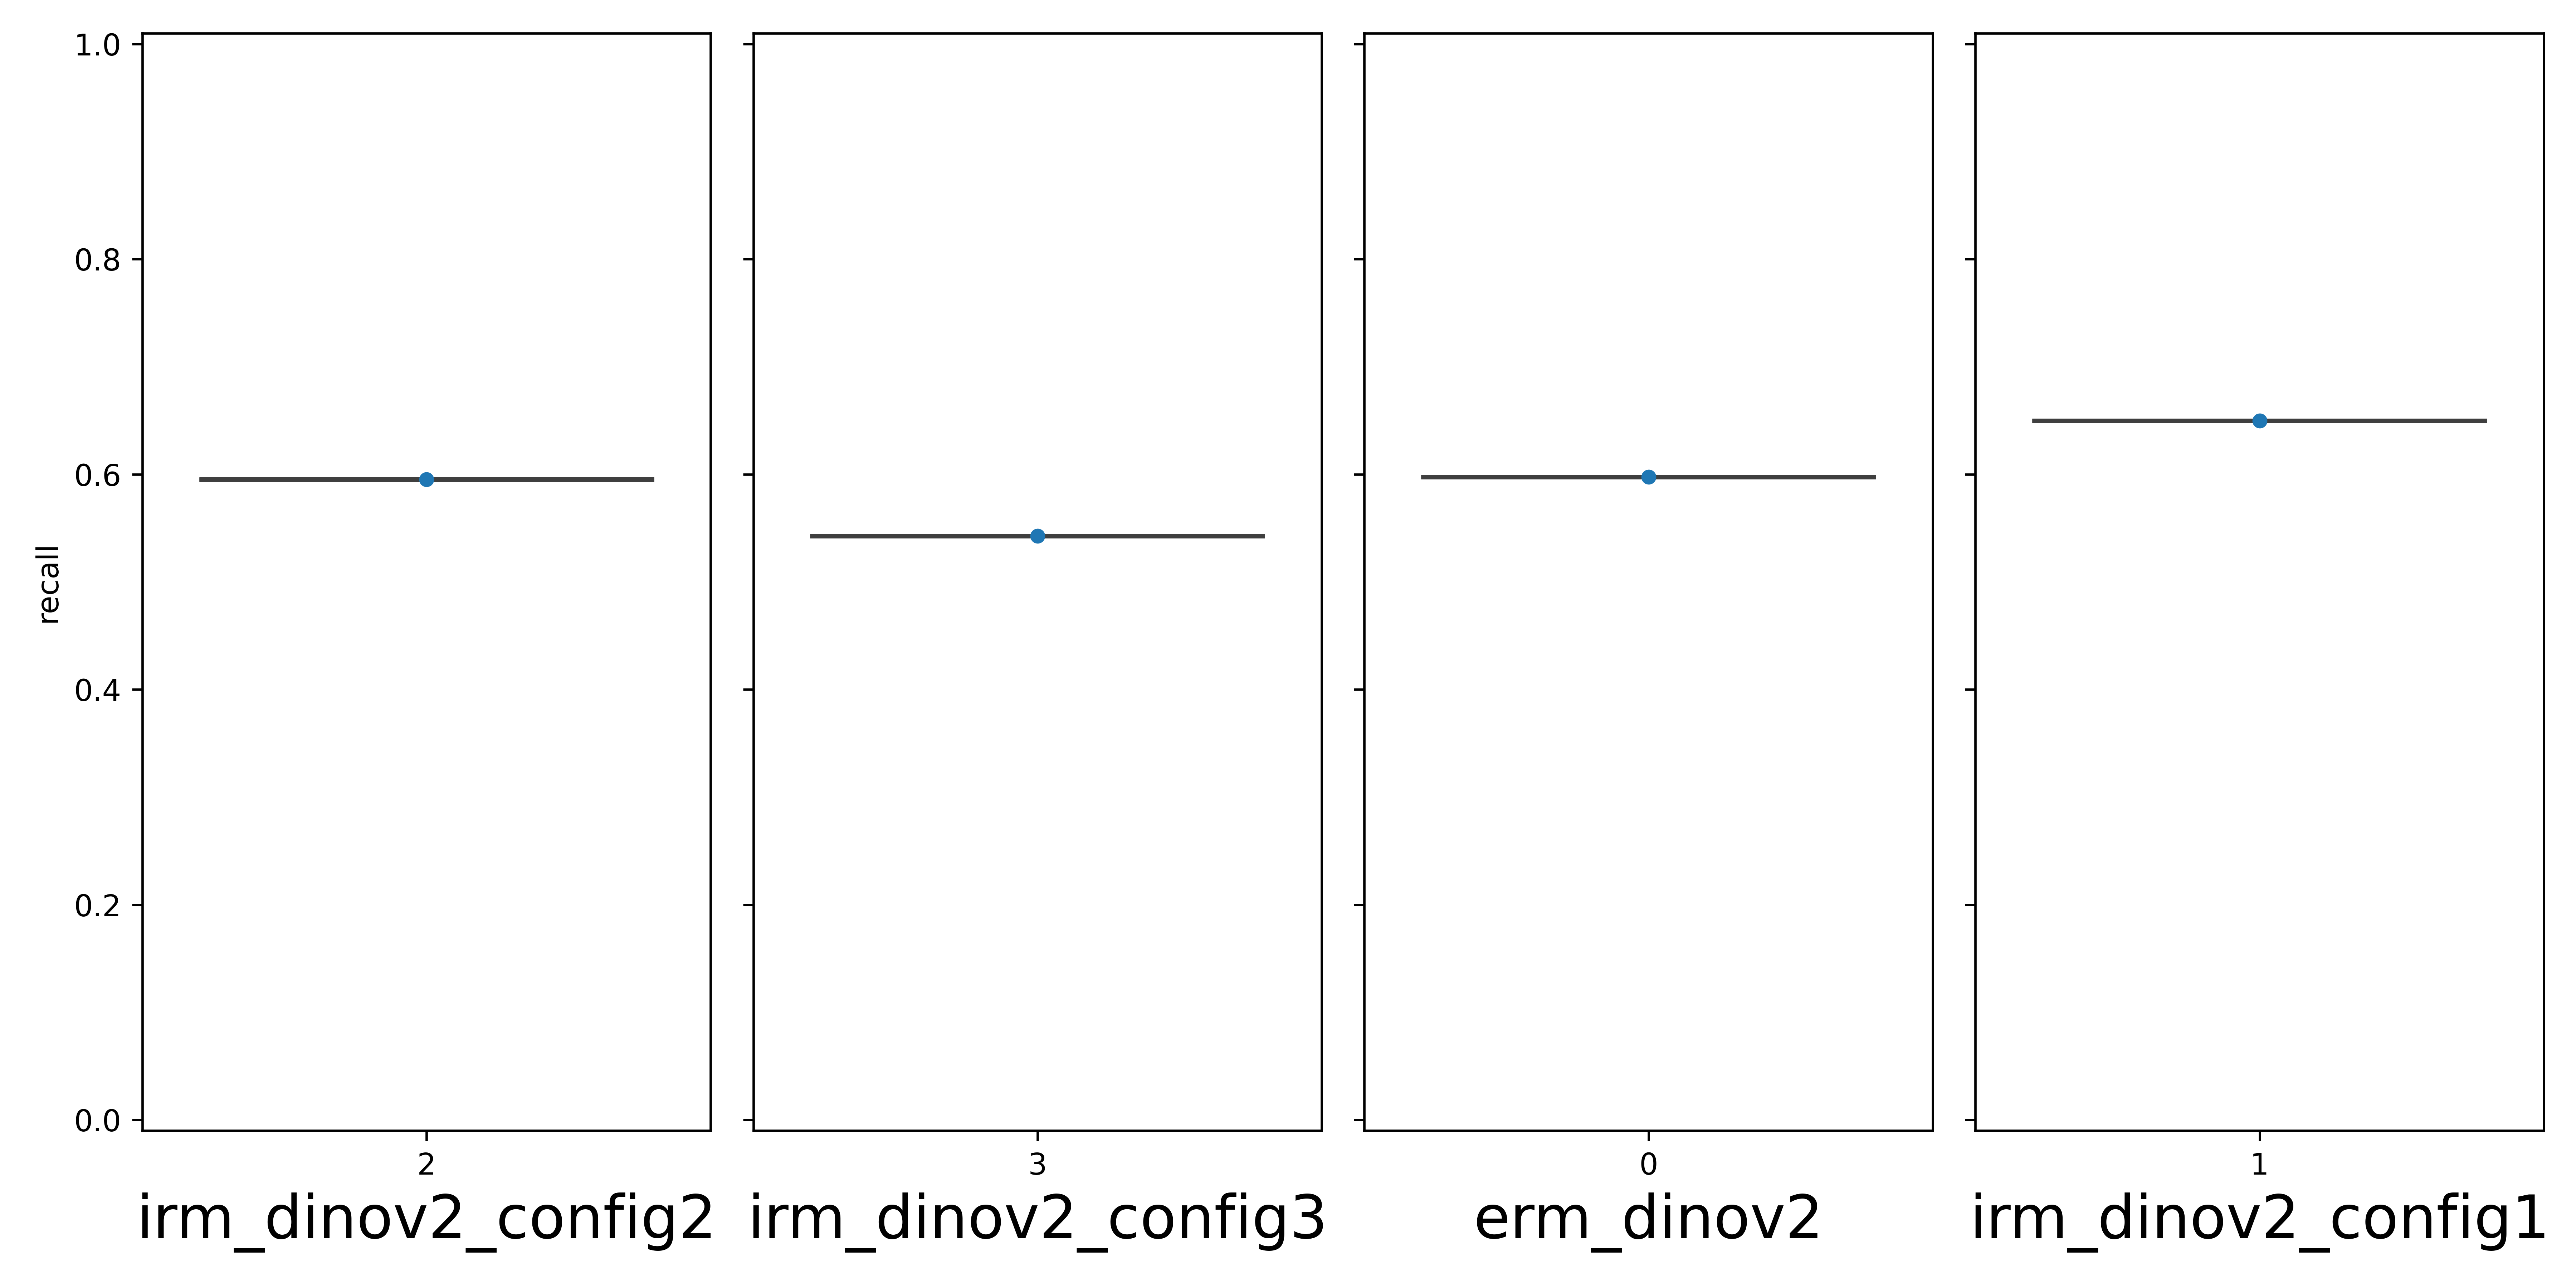 recall
1.0
0.8
0.6
0.4
0.2
0.0
2
3
0
1
irm_dinov2_config2
irm_dinov2_config3
erm_dinov2
irm_dinov2_config1